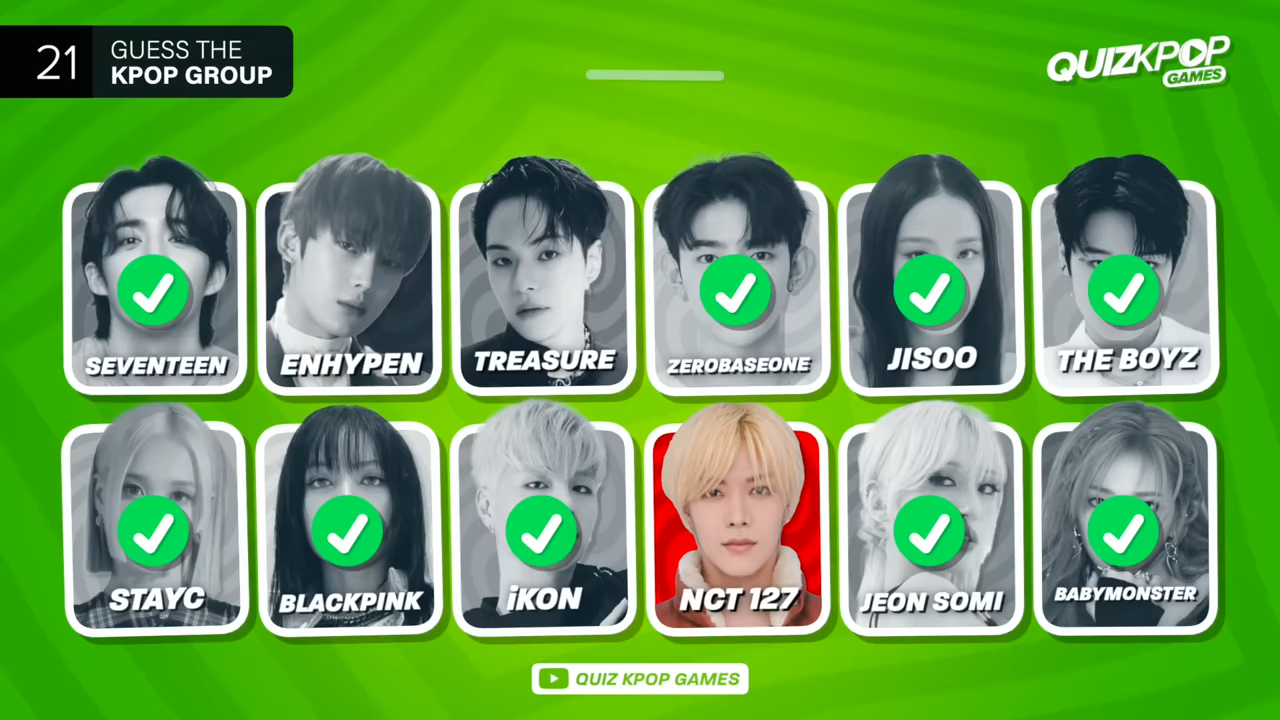 21
GUESS THE
KPOP GROUP
QUIZKPOP
GAMES
SEVENTEEN
ENHYPEN
TREASURE
ZEROBASEONE
JISOO
THE BOYZ
STAYC
BLACKPINK
iKON
NCT 127
JEON SOMI
BABYMONSTER
QUIZ KPOP GAMES